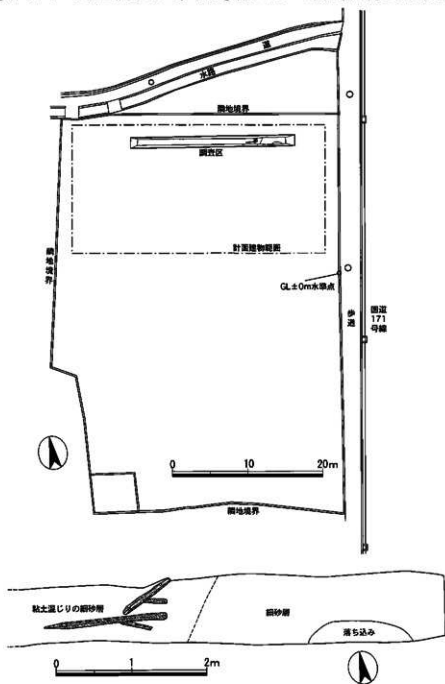 道
水路
隣地境界
調査区
隣地境界
計画建物範囲
GL±0m水準点
歩道
国道
171
号線
0 10 20m
隣地境界
粘土混じりの細砂層
細砂層
落ち込み
0 1 2m